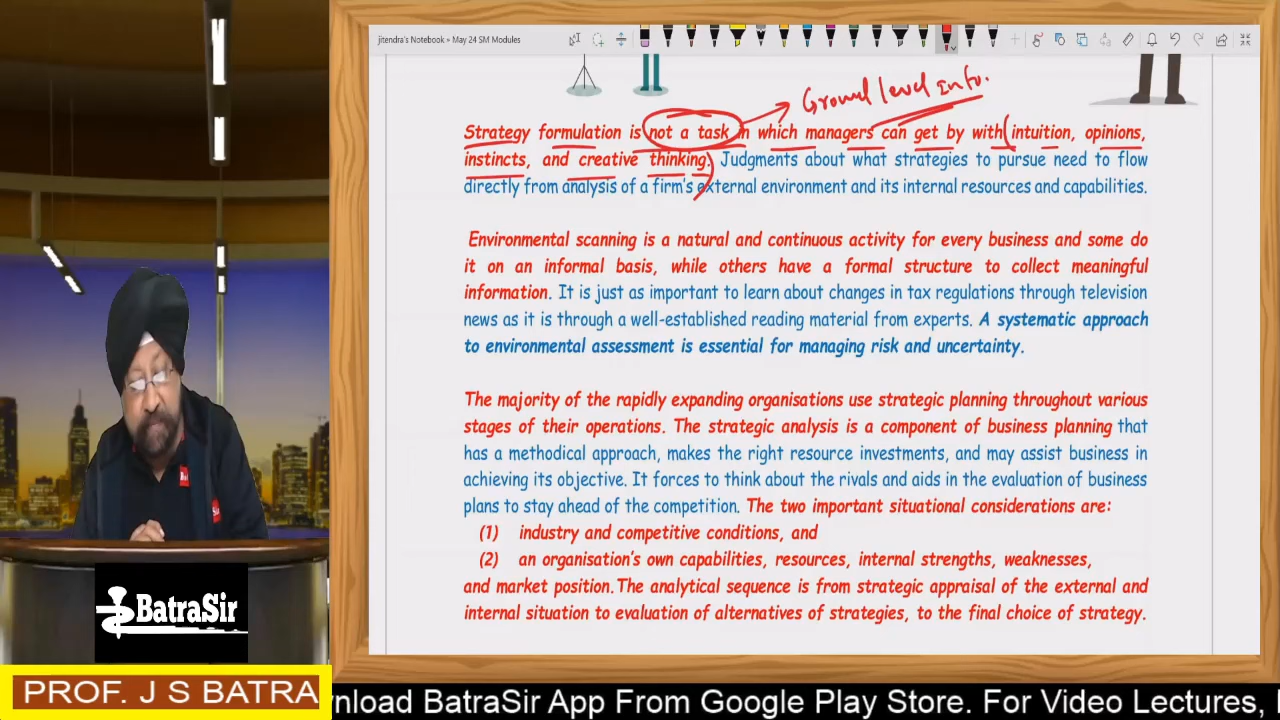 jitendra's Notebook » May 24 SM Modules
Ground level Info.
Strategy formulation is not a task in which managers can get by with intuition, opinions,
instincts, and creative thinking. Judgments about what strategies to pursue need to flow
directly from analysis of a firm's external environment and its internal resources and capabilities.
Environmental scanning is a natural and continuous activity for every business and some do
it on an informal basis, while others have a formal structure to collect meaningful
information. It is just as important to learn about changes in tax regulations through television
news as it is through a well-established reading material from experts. A systematic approach
to environmental assessment is essential for managing risk and uncertainty.
The majority of the rapidly expanding organisations use strategic planning throughout various
stages of their operations. The strategic analysis is a component of business planning that
has a methodical approach, makes the right resource investments, and may assist business in
achieving its objective. It forces to think about the rivals and aids in the evaluation of business
plans to stay ahead of the competition. The two important situational considerations are:
(1) industry and competitive conditions, and
(2) an organisation's own capabilities, resources, internal strengths, weaknesses,
and market position. The analytical sequence is from strategic appraisal of the external and
internal situation to evaluation of alternatives of strategies, to the final choice of strategy.
BatraSir
PROF. J S BATRA
wnload BatraSir App From Google Play Store. For Video Lectures,